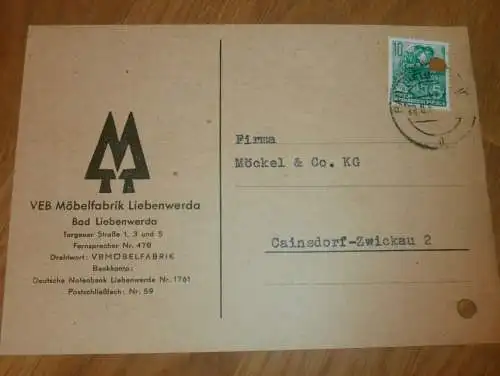 10
Firma
Möckel & Co. KG
Cainsdorf-Zwickau 2
VEB Möbelfabrik Liebenwerda
Bad Liebenwerda
Torgauer Straße 1, 3 und 5
Fernsprecher Nr. 478
Drahtwort: VBMÖBELFABRIK
Bankkonto:
Deutsche Notenbank Liebenwerda Nr. 1761
Postschließfach: Nr. 59